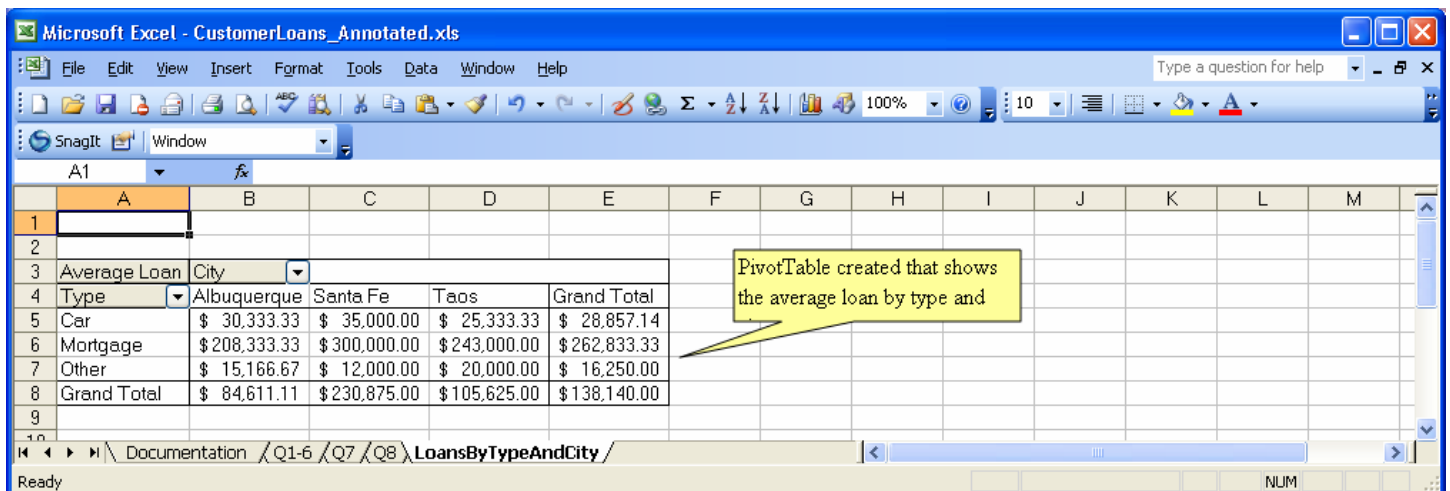 Microsoft Excel - CustomerLoans_Annotated.xls
File Edit View Insert Format Tools Data Window Help Type a question for help
100% 10
SnagIt Window
A1 fx
A B C D E F G H I J K L M
1
2
3 Average Loan City
4 Type Albuquerque Santa Fe Taos Grand Total
5 Car $ 30,333.33 $ 35,000.00 $ 25,333.33 $ 28,857.14
6 Mortgage $208,333.33 $300,000.00 $243,000.00 $262,833.33
7 Other $ 15,166.67 $ 12,000.00 $ 20,000.00 $ 16,250.00
8 Grand Total $ 84,611.11 $230,875.00 $105,625.00 $138,140.00
9
PivotTable created that shows
the average loan by type and
Documentation Q1-6 Q7 Q8 LoansByTypeAndCity
Ready NUM